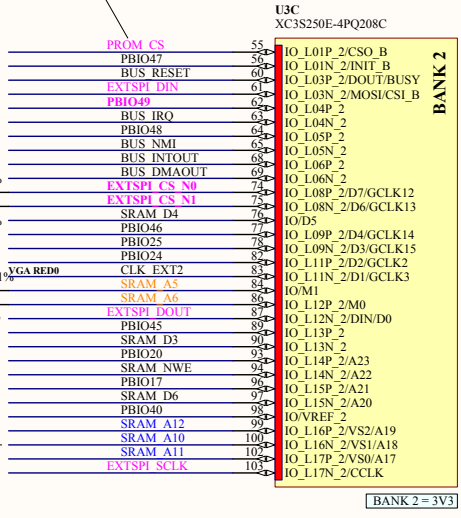 U3C
XC3S250E-4PQ208C
BANK 2
PROM_CS 55 IO_L01P_2/CSO_B
PBIO47 56 IO_L01N_2/INIT_B
BUS_RESET 60 IO_L03P_2/DOUT/BUSY
EXTSPI_DIN 61 IO_L03N_2/MOSI/CSI_B
PBIO49 62 IO_L04P_2
BUS_IRQ 63 IO_L04N_2
PBIO48 64 IO_L05P_2
BUS_NMI 65 IO_L05N_2
BUS_INTOUT 68 IO_L06P_2
BUS_DMAOUT 69 IO_L06N_2
EXTSPI_CS_N0 74 IO_L08P_2/D7/GCLK12
EXTSPI_CS_N1 75 IO_L08N_2/D6/GCLK13
SRAM_D4 76 IO/D5
PBIO46 77 IO_L09P_2/D4/GCLK14
PBIO25 78 IO_L09N_2/D3/GCLK15
PBIO24 82 IO_L11P_2/D2/GCLK2
1% VGA RED0 CLK_EXT2 83 IO_L11N_2/D1/GCLK3
SRAM_A5 84 IO/M1
SRAM_A6 86 IO_L12P_2/M0
EXTSPI_DOUT 87 IO_L12N_2/DIN/D0
PBIO45 89 IO_L13P_2
SRAM_D3 90 IO_L13N_2
PBIO20 93 IO_L14P_2/A23
SRAM_NWE 94 IO_L14N_2/A22
PBIO17 96 IO_L15P_2/A21
SRAM_D6 97 IO_L15N_2/A20
PBIO40 98 IO/VREF_2
SRAM_A12 99 IO_L16P_2/VS2/A19
SRAM_A10 100 IO_L16N_2/VS1/A18
SRAM_A11 102 IO_L17P_2/VS0/A17
EXTSPI_SCLK 103 IO_L17N_2/CCLK
BANK 2 = 3V3